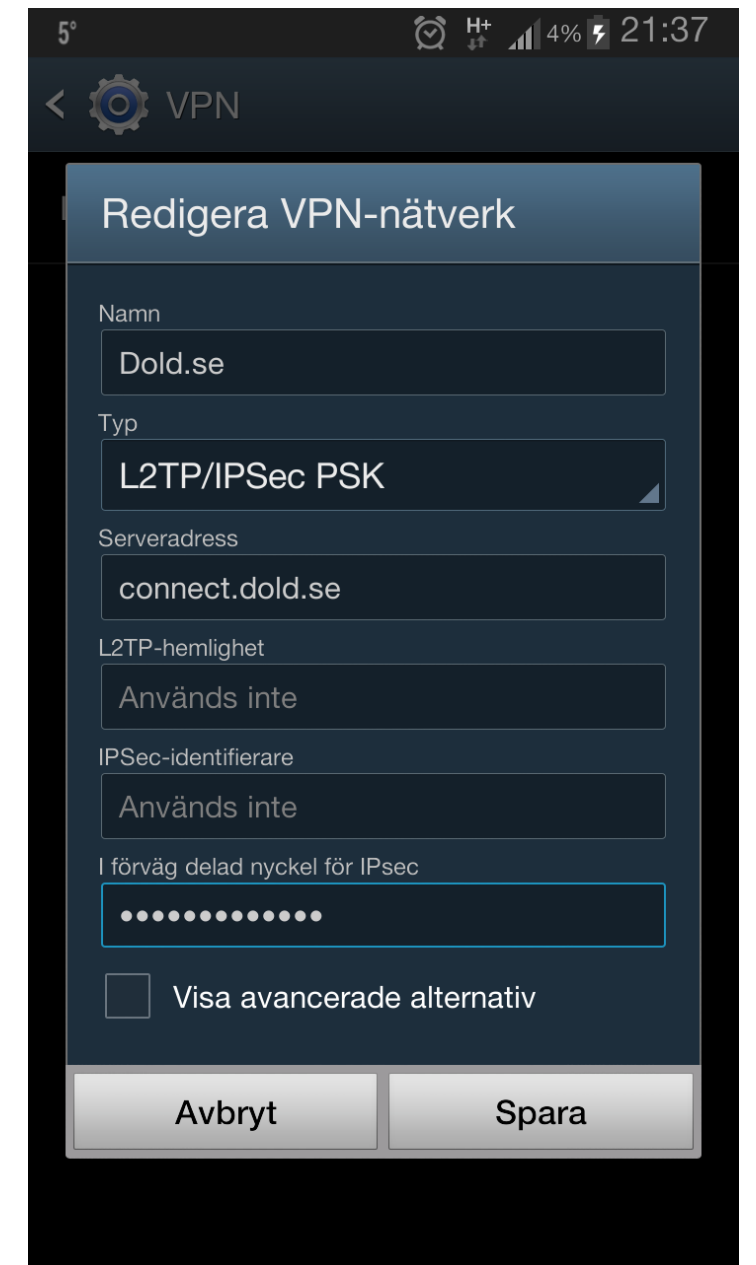 5°
H+
4%
21:37
VPN
Redigera VPN-nätverk
Namn
Dold.se
Typ
L2TP/IPSec PSK
Serveradress
connect.dold.se
L2TP-hemlighet
Används inte
IPSec-identifierare
Används inte
I förväg delad nyckel för IPsec
•••••••••••••
Visa avancerade alternativ
Avbryt
Spara